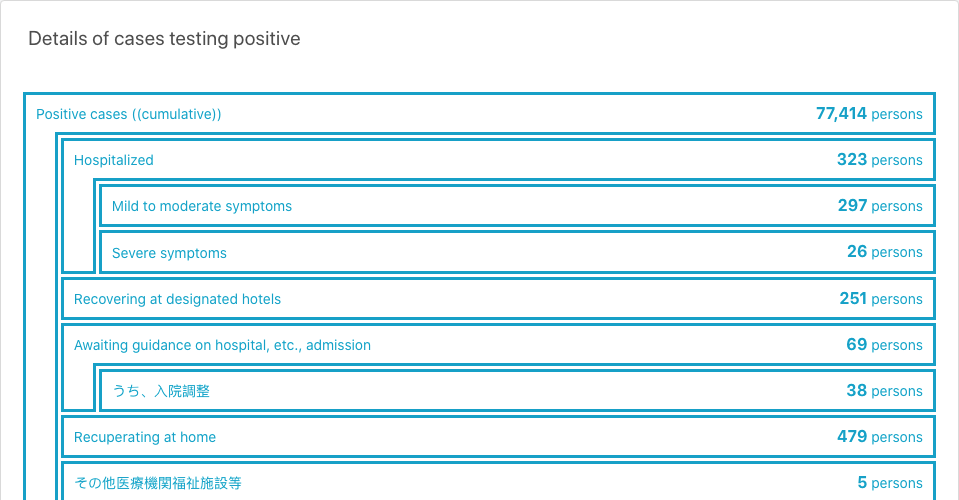 Details of cases testing positive
Positive cases ((cumulative)) 77,414 persons
Hospitalized 323 persons
Mild to moderate symptoms 297 persons
Severe symptoms 26 persons
Recovering at designated hotels 251 persons
Awaiting guidance on hospital, etc., admission 69 persons
うち、入院調整 38 persons
Recuperating at home 479 persons
その他医療機関福祉施設等 5 persons